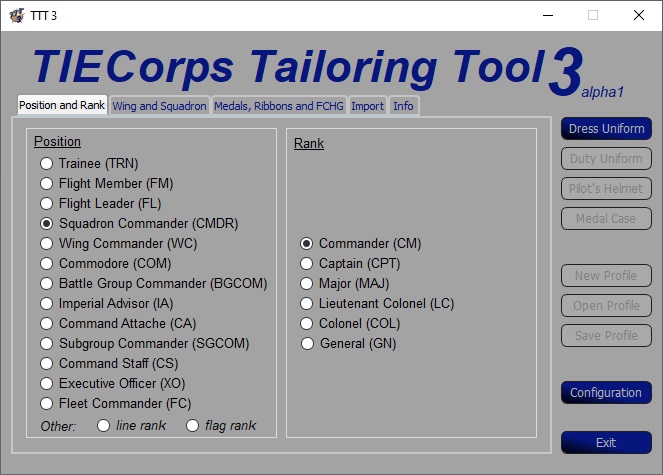 TTT 3
TIECorps Tailoring Tool 3 alpha1
Position and Rank Wing and Squadron Medals, Ribbons and FCHG Import Info
Position
Trainee (TRN)
Flight Member (FM)
Flight Leader (FL)
Squadron Commander (CMDR)
Wing Commander (WC)
Commodore (COM)
Battle Group Commander (BGCOM)
Imperial Advisor (IA)
Command Attache (CA)
Subgroup Commander (SGCOM)
Command Staff (CS)
Executive Officer (XO)
Fleet Commander (FC)
Other: line rank flag rank
Rank
Commander (CM)
Captain (CPT)
Major (MAJ)
Lieutenant Colonel (LC)
Colonel (COL)
General (GN)
Dress Uniform
Duty Uniform
Pilot's Helmet
Medal Case
New Profile
Open Profile
Save Profile
Configuration
Exit